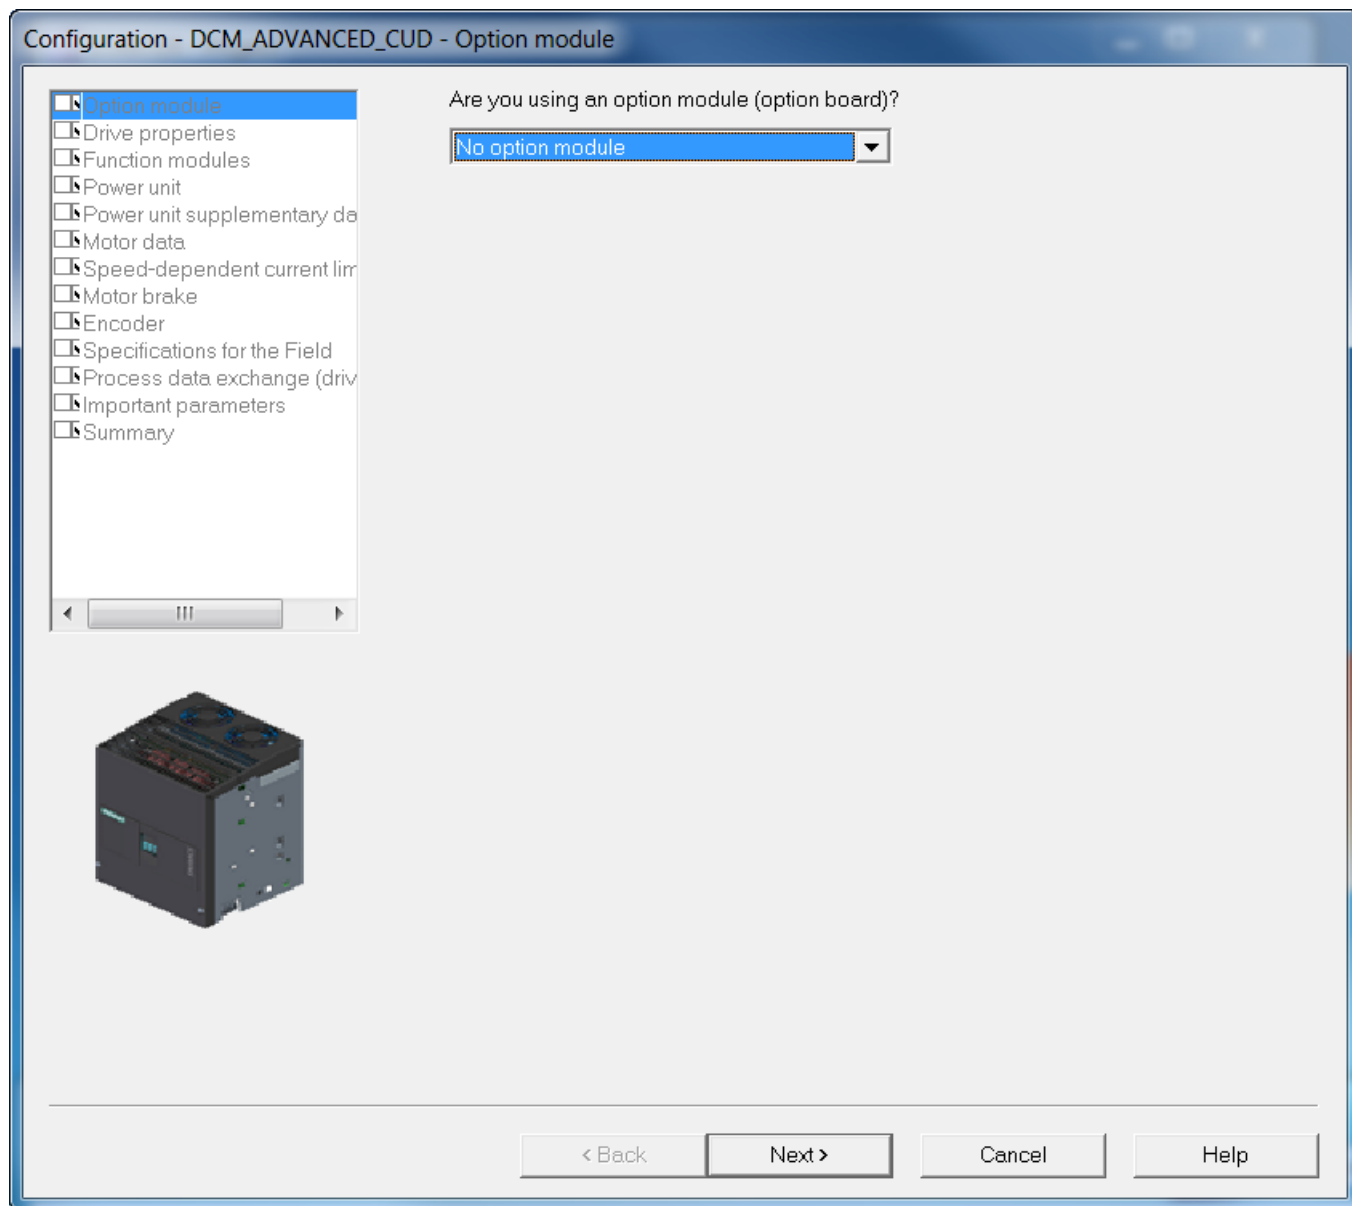 Configuration - DCM_ADVANCED_CUD - Option module
Option module
Drive properties
Function modules
Power unit
Power unit supplementary da
Motor data
Speed-dependent current lim
Motor brake
Encoder
Specifications for the Field
Process data exchange (driv
Important parameters
Summary
Are you using an option module (option board)?
No option module
< Back
Next >
Cancel
Help